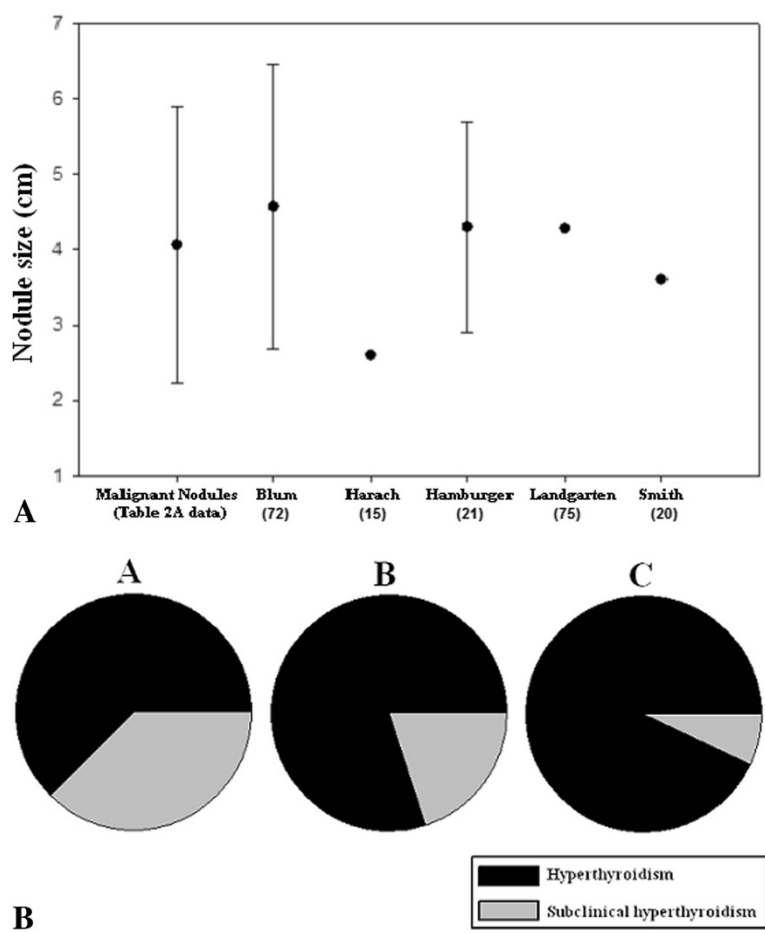 7
6
5
4
3
2
1
Nodule size (cm)
Malignant Nodules Blum Harach Hamburger Landgarten Smith
(Table 2A data) (72) (15) (21) (75) (20)
A
A B C
Hyperthyroidism
Subclinical hyperthyroidism
B